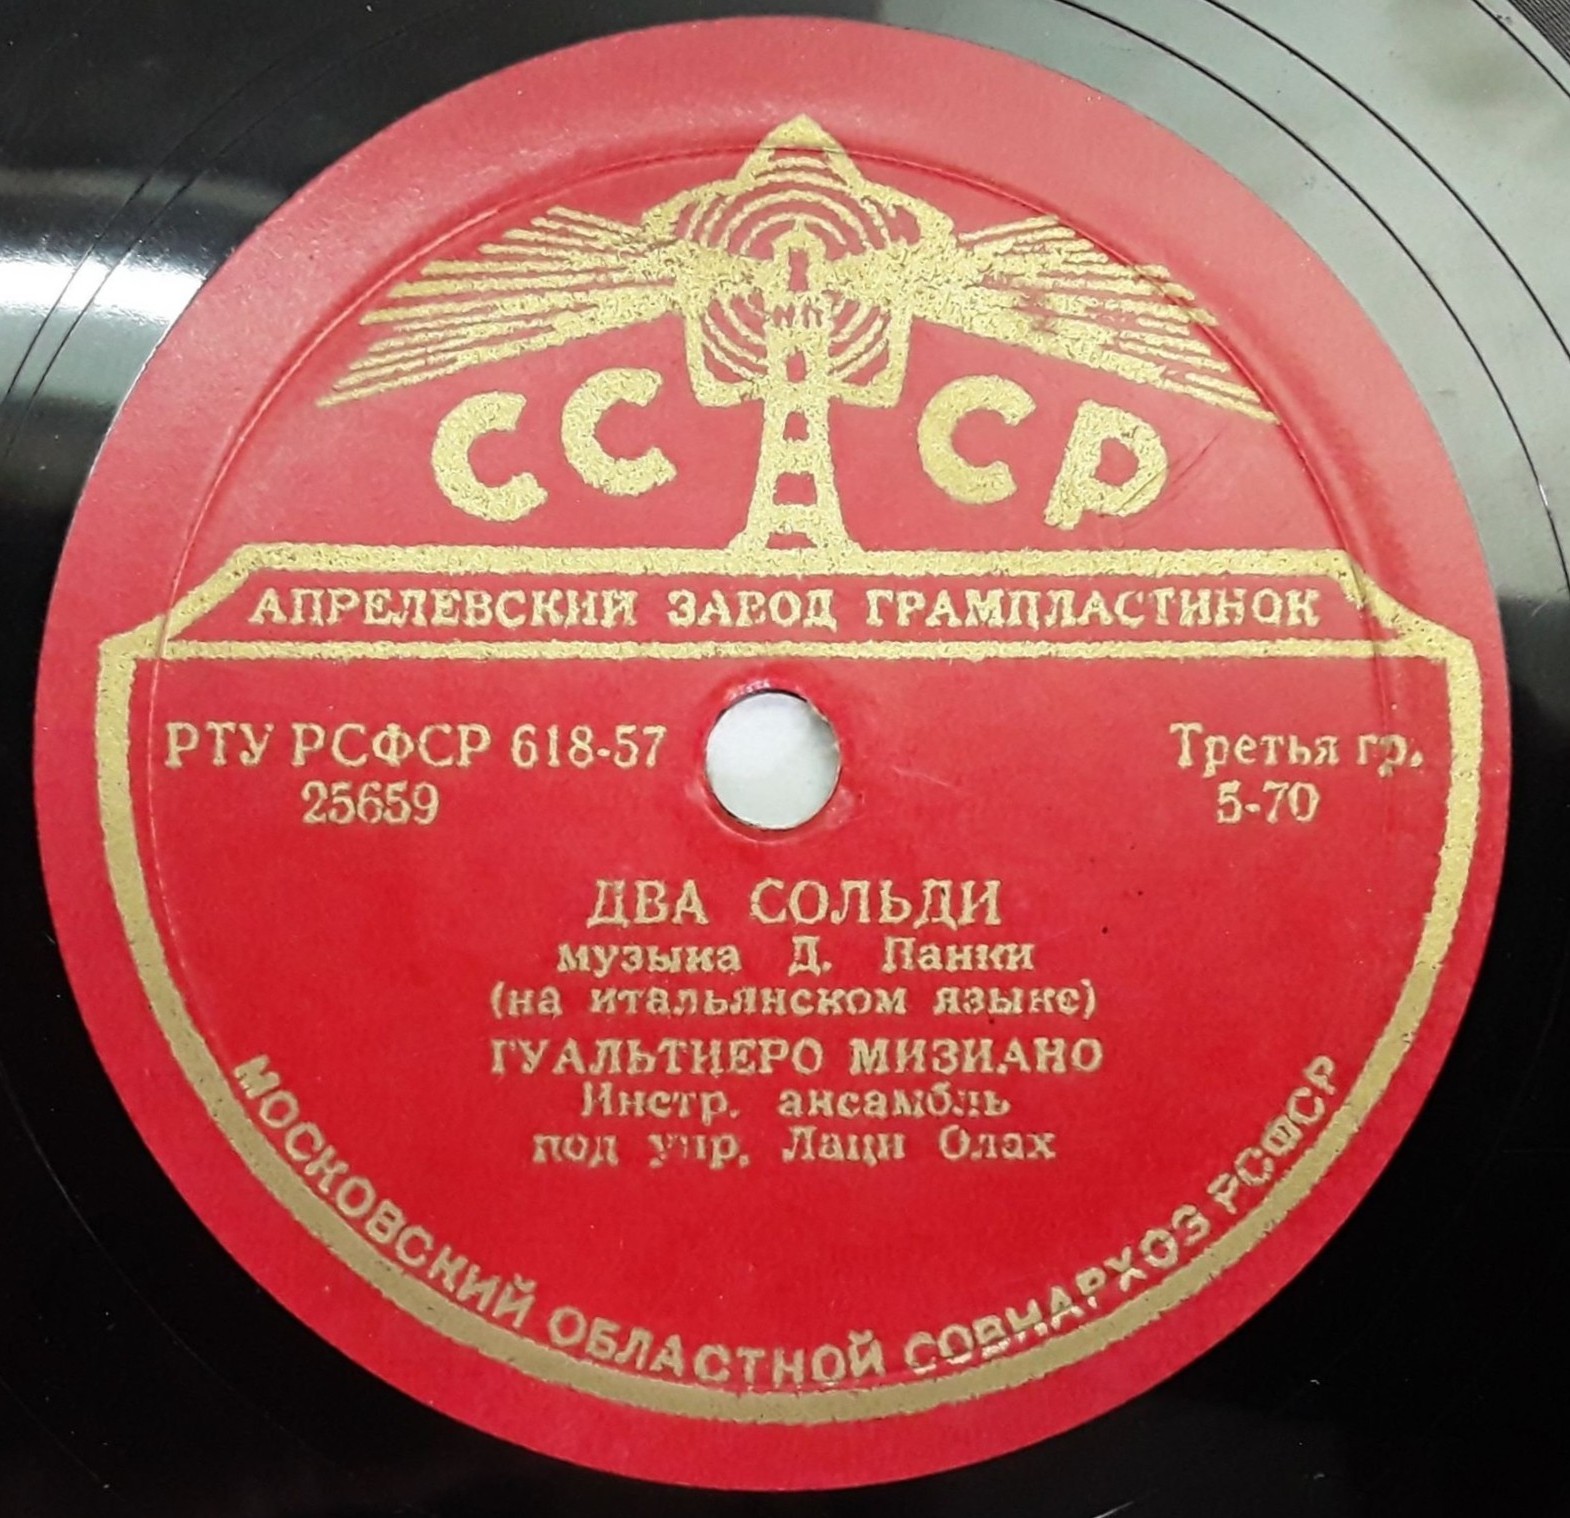 СССР
АПРЕЛЕВСКИЙ ЗАВОД ГРАМПЛАСТИНОК
РТУ РСФСР 618-57
25659
Третья гр.
5-70
ДВА СОЛЬДИ
музыка Д. Панки
(на итальянском языке)
ГУАЛЬТИЕРО МИЗИАНО
Инстр. ансамбль
под упр. Лаци Олах
МОСКОВСКИЙ ОБЛАСТНОЙ СОВНАРХОЗ РСФСР